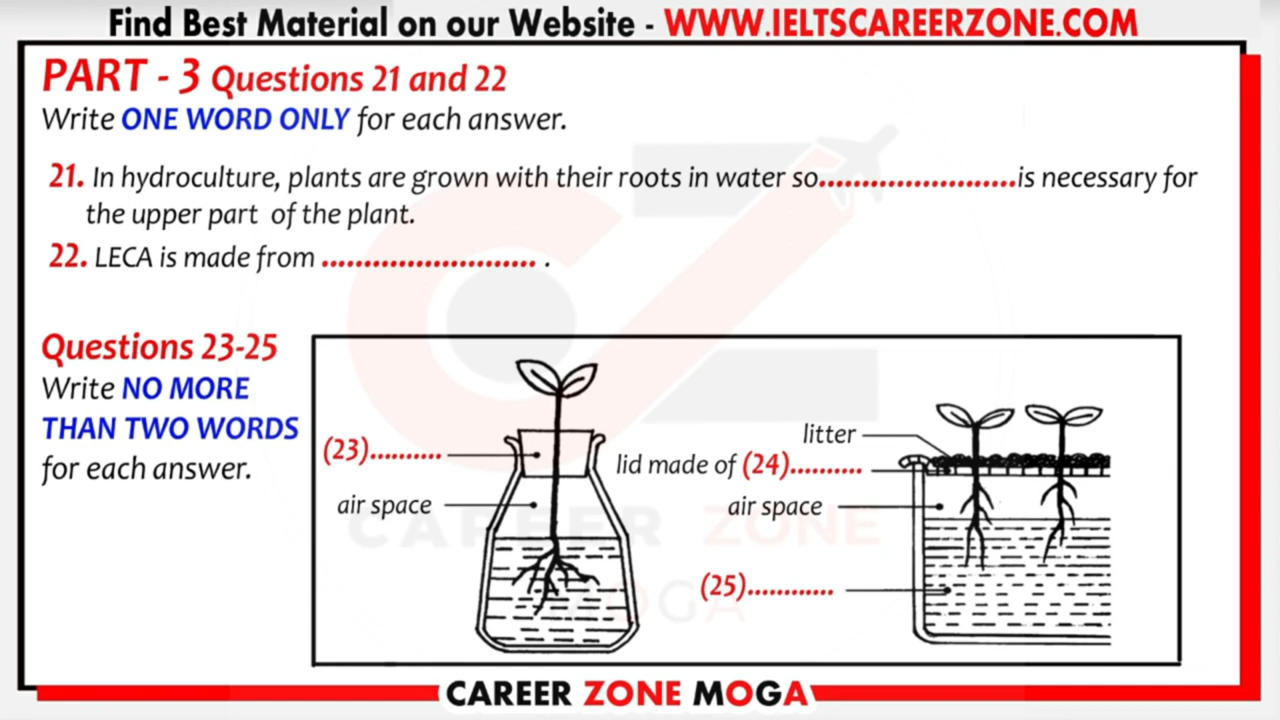 Find Best Material on our Website - WWW.IELTSCAREERZONE.COM
PART - 3 Questions 21 and 22
Write ONE WORD ONLY for each answer.
21. In hydroculture, plants are grown with their roots in water so........................is necessary for
the upper part of the plant.
22. LECA is made from .......................... .
Questions 23-25
Write NO MORE
THAN TWO WORDS
for each answer.
(23)..........
air space
litter
lid made of (24)..........
air space
(25)............
CAREER ZONE
MOGA
CAREER ZONE MOGA